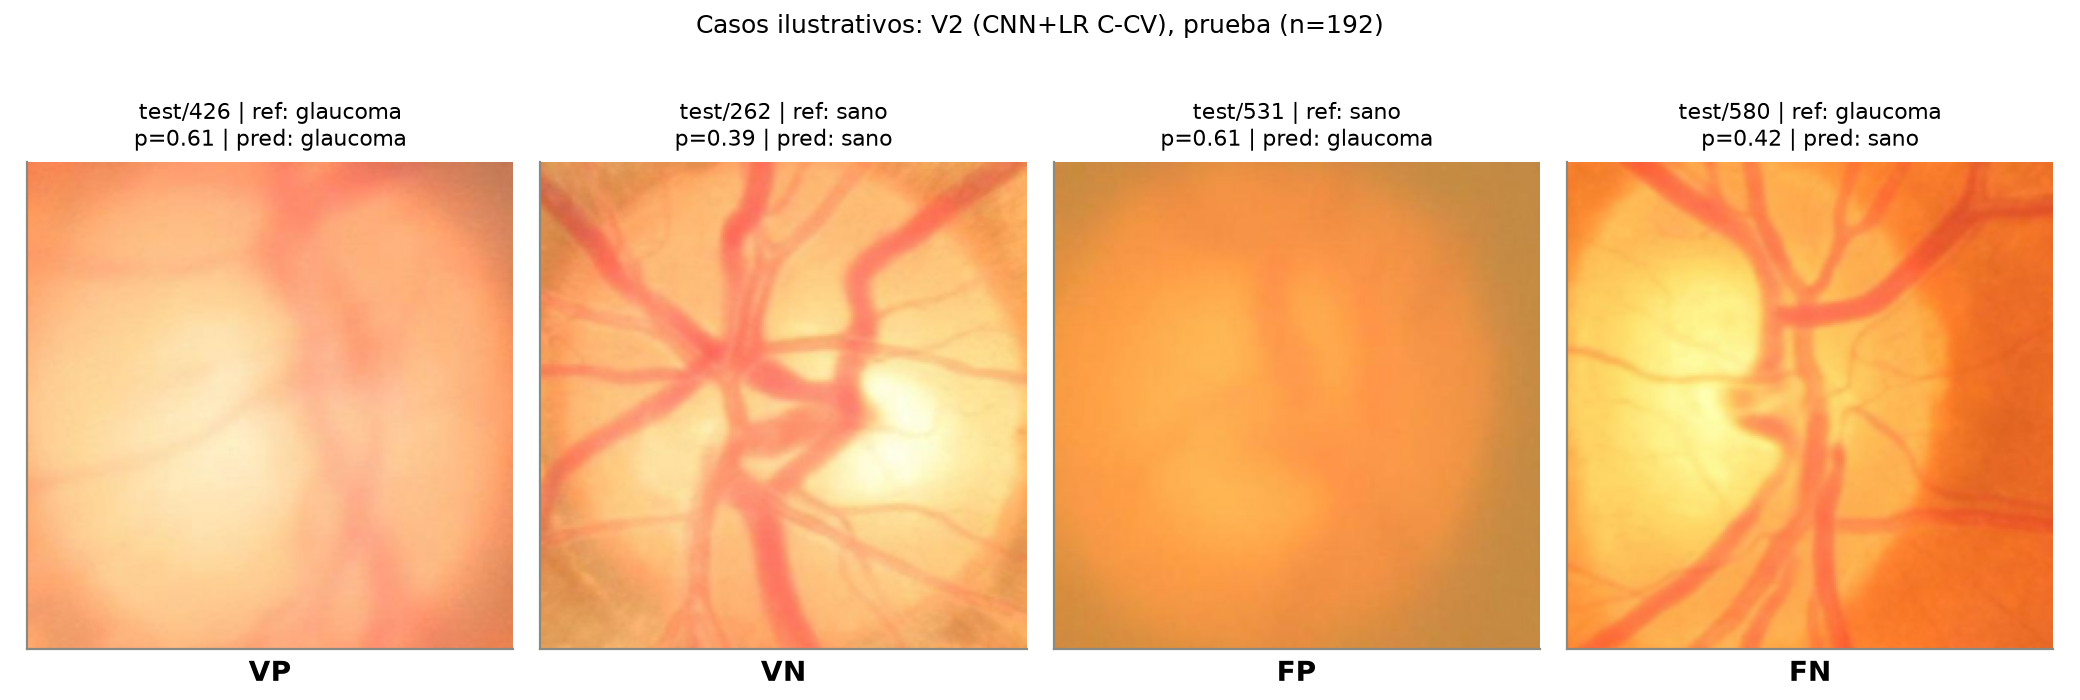 Casos ilustrativos: V2 (CNN+LR C-CV), prueba (n=192)
test/426 | ref: glaucoma
p=0.61 | pred: glaucoma
test/262 | ref: sano
p=0.39 | pred: sano
test/531 | ref: sano
p=0.61 | pred: glaucoma
test/580 | ref: glaucoma
p=0.42 | pred: sano
VP
VN
FP
FN